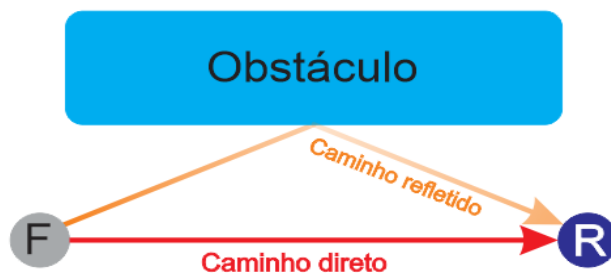 Obstáculo
Caminho refletido
F
R
Caminho direto